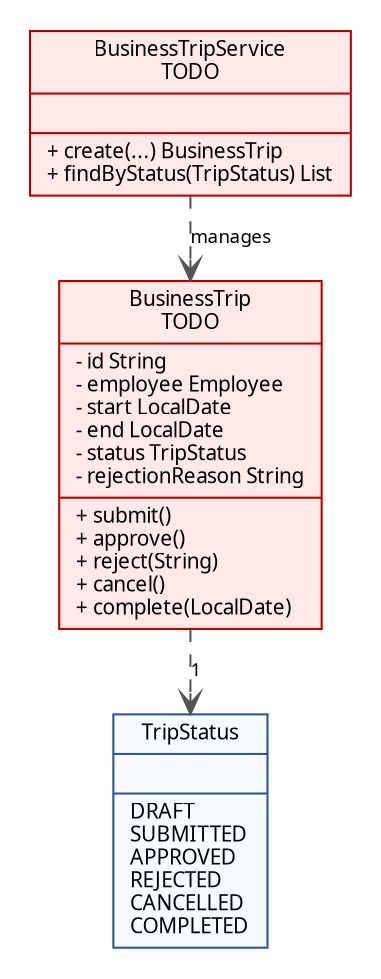 BusinessTripService
TODO
+ create(...) BusinessTrip
+ findByStatus(TripStatus) List
manages
BusinessTrip
TODO
- id String
- employee Employee
- start LocalDate
- end LocalDate
- status TripStatus
- rejectionReason String
+ submit()
+ approve()
+ reject(String)
+ cancel()
+ complete(LocalDate)
1
TripStatus
DRAFT
SUBMITTED
APPROVED
REJECTED
CANCELLED
COMPLETED